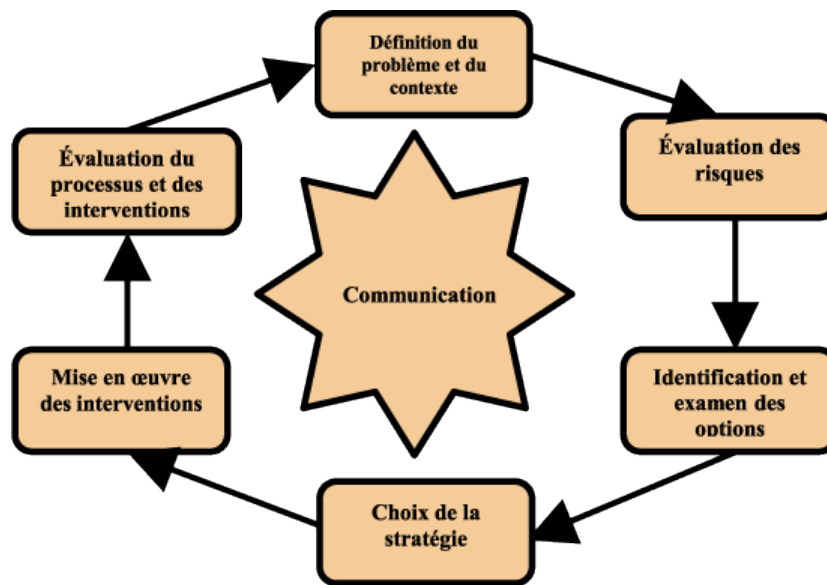 Définition du
problème et du
contexte
Évaluation des
risques
Identification et
examen des
options
Choix de la
stratégie
Mise en œuvre
des interventions
Évaluation du
processus et des
interventions
Communication